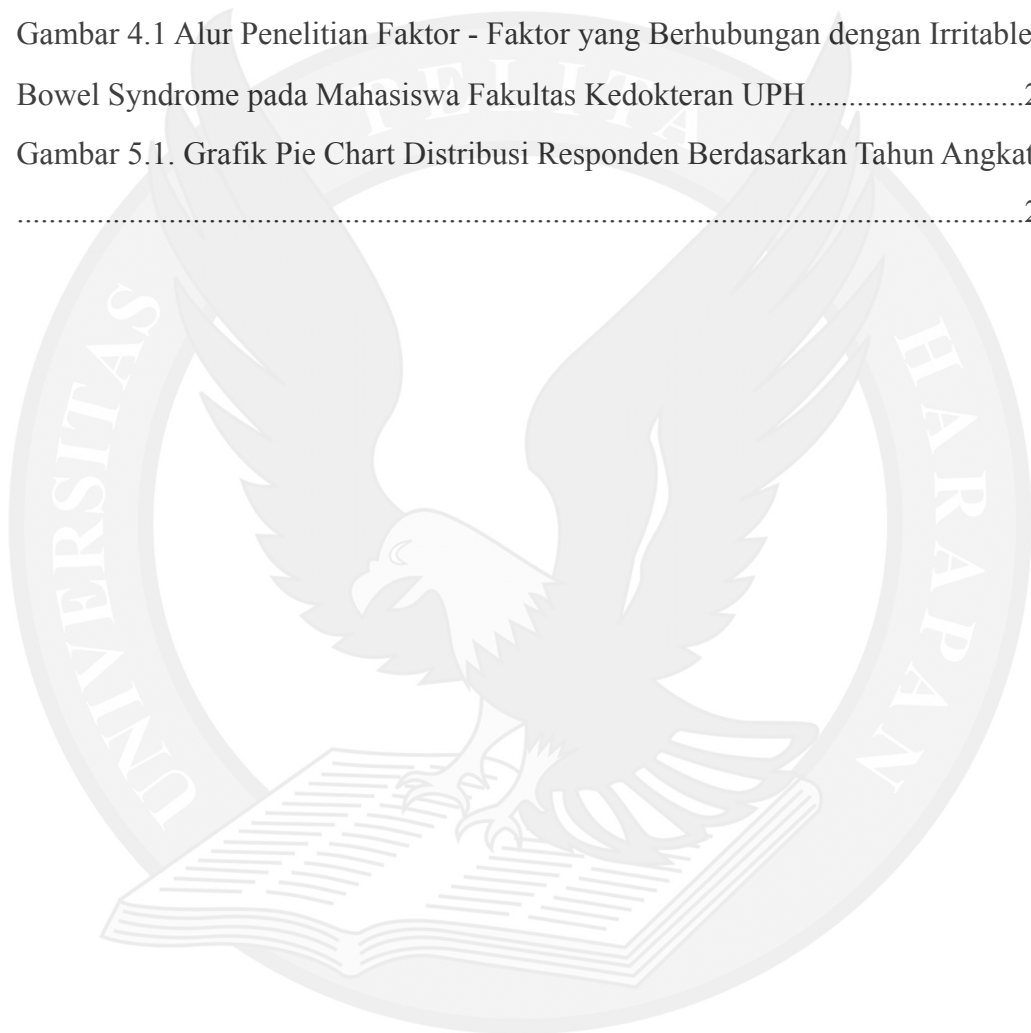 Gambar 4.1 Alur Penelitian Faktor - Faktor yang Berhubungan dengan Irritable
Bowel Syndrome pada Mahasiswa Fakultas Kedokteran UPH........................2
Gambar 5.1. Grafik Pie Chart Distribusi Responden Berdasarkan Tahun Angkat
.................................................................................................................2
UNIVERSITAS PELITA HARAPAN